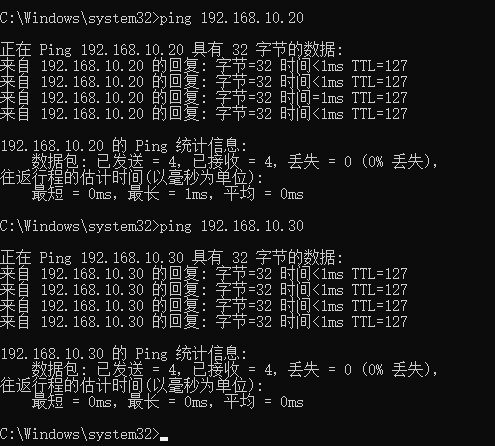 C:\Windows\system32>ping 192.168.10.20
正在 Ping 192.168.10.20 具有 32 字节的数据:
来自 192.168.10.20 的回复: 字节=32 时间<1ms TTL=127
来自 192.168.10.20 的回复: 字节=32 时间<1ms TTL=127
来自 192.168.10.20 的回复: 字节=32 时间=1ms TTL=127
来自 192.168.10.20 的回复: 字节=32 时间<1ms TTL=127
192.168.10.20 的 Ping 统计信息:
数据包: 已发送 = 4, 已接收 = 4, 丢失 = 0 (0% 丢失),
往返行程的估计时间(以毫秒为单位):
最短 = 0ms, 最长 = 1ms, 平均 = 0ms
C:\Windows\system32>ping 192.168.10.30
正在 Ping 192.168.10.30 具有 32 字节的数据:
来自 192.168.10.30 的回复: 字节=32 时间<1ms TTL=127
来自 192.168.10.30 的回复: 字节=32 时间<1ms TTL=127
来自 192.168.10.30 的回复: 字节=32 时间<1ms TTL=127
来自 192.168.10.30 的回复: 字节=32 时间<1ms TTL=127
192.168.10.30 的 Ping 统计信息:
数据包: 已发送 = 4, 已接收 = 4, 丢失 = 0 (0% 丢失),
往返行程的估计时间(以毫秒为单位):
最短 = 0ms, 最长 = 0ms, 平均 = 0ms
C:\Windows\system32>